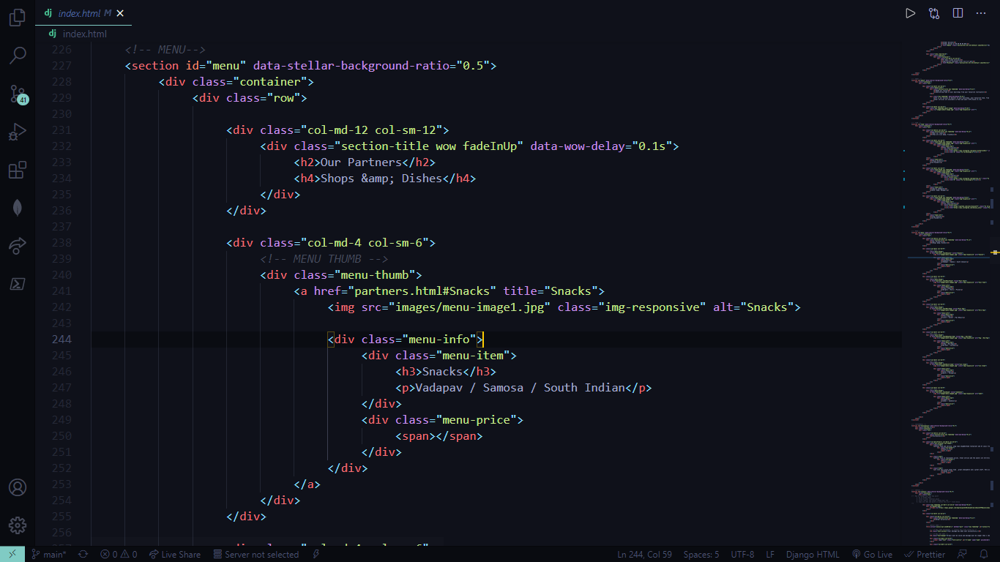 dj index.html M
dj index.html
226 <!-- MENU-->
227 <section id="menu" data-stellar-background-ratio="0.5">
228 <div class="container">
229 <div class="row">
230
231 <div class="col-md-12 col-sm-12">
232 <div class="section-title wow fadeInUp" data-wow-delay="0.1s">
233 <h2>Our Partners</h2>
234 <h4>Shops &amp; Dishes</h4>
235 </div>
236 </div>
237
238 <div class="col-md-4 col-sm-6">
239 <!-- MENU THUMB -->
240 <div class="menu-thumb">
241 <a href="partners.html#Snacks" title="Snacks">
242 <img src="images/menu-image1.jpg" class="img-responsive" alt="Snacks">
243
244 <div class="menu-info">
245 <div class="menu-item">
246 <h3>Snacks</h3>
247 <p>Vadapav / Samosa / South Indian</p>
248 </div>
249 <div class="menu-price">
250 <span></span>
251 </div>
252 </div>
253 </a>
254 </div>
255 </div>
256
41
main* 0 0 Live Share Server not selected Ln 244, Col 59 Spaces: 5 UTF-8 LF Django HTML Go Live Prettier